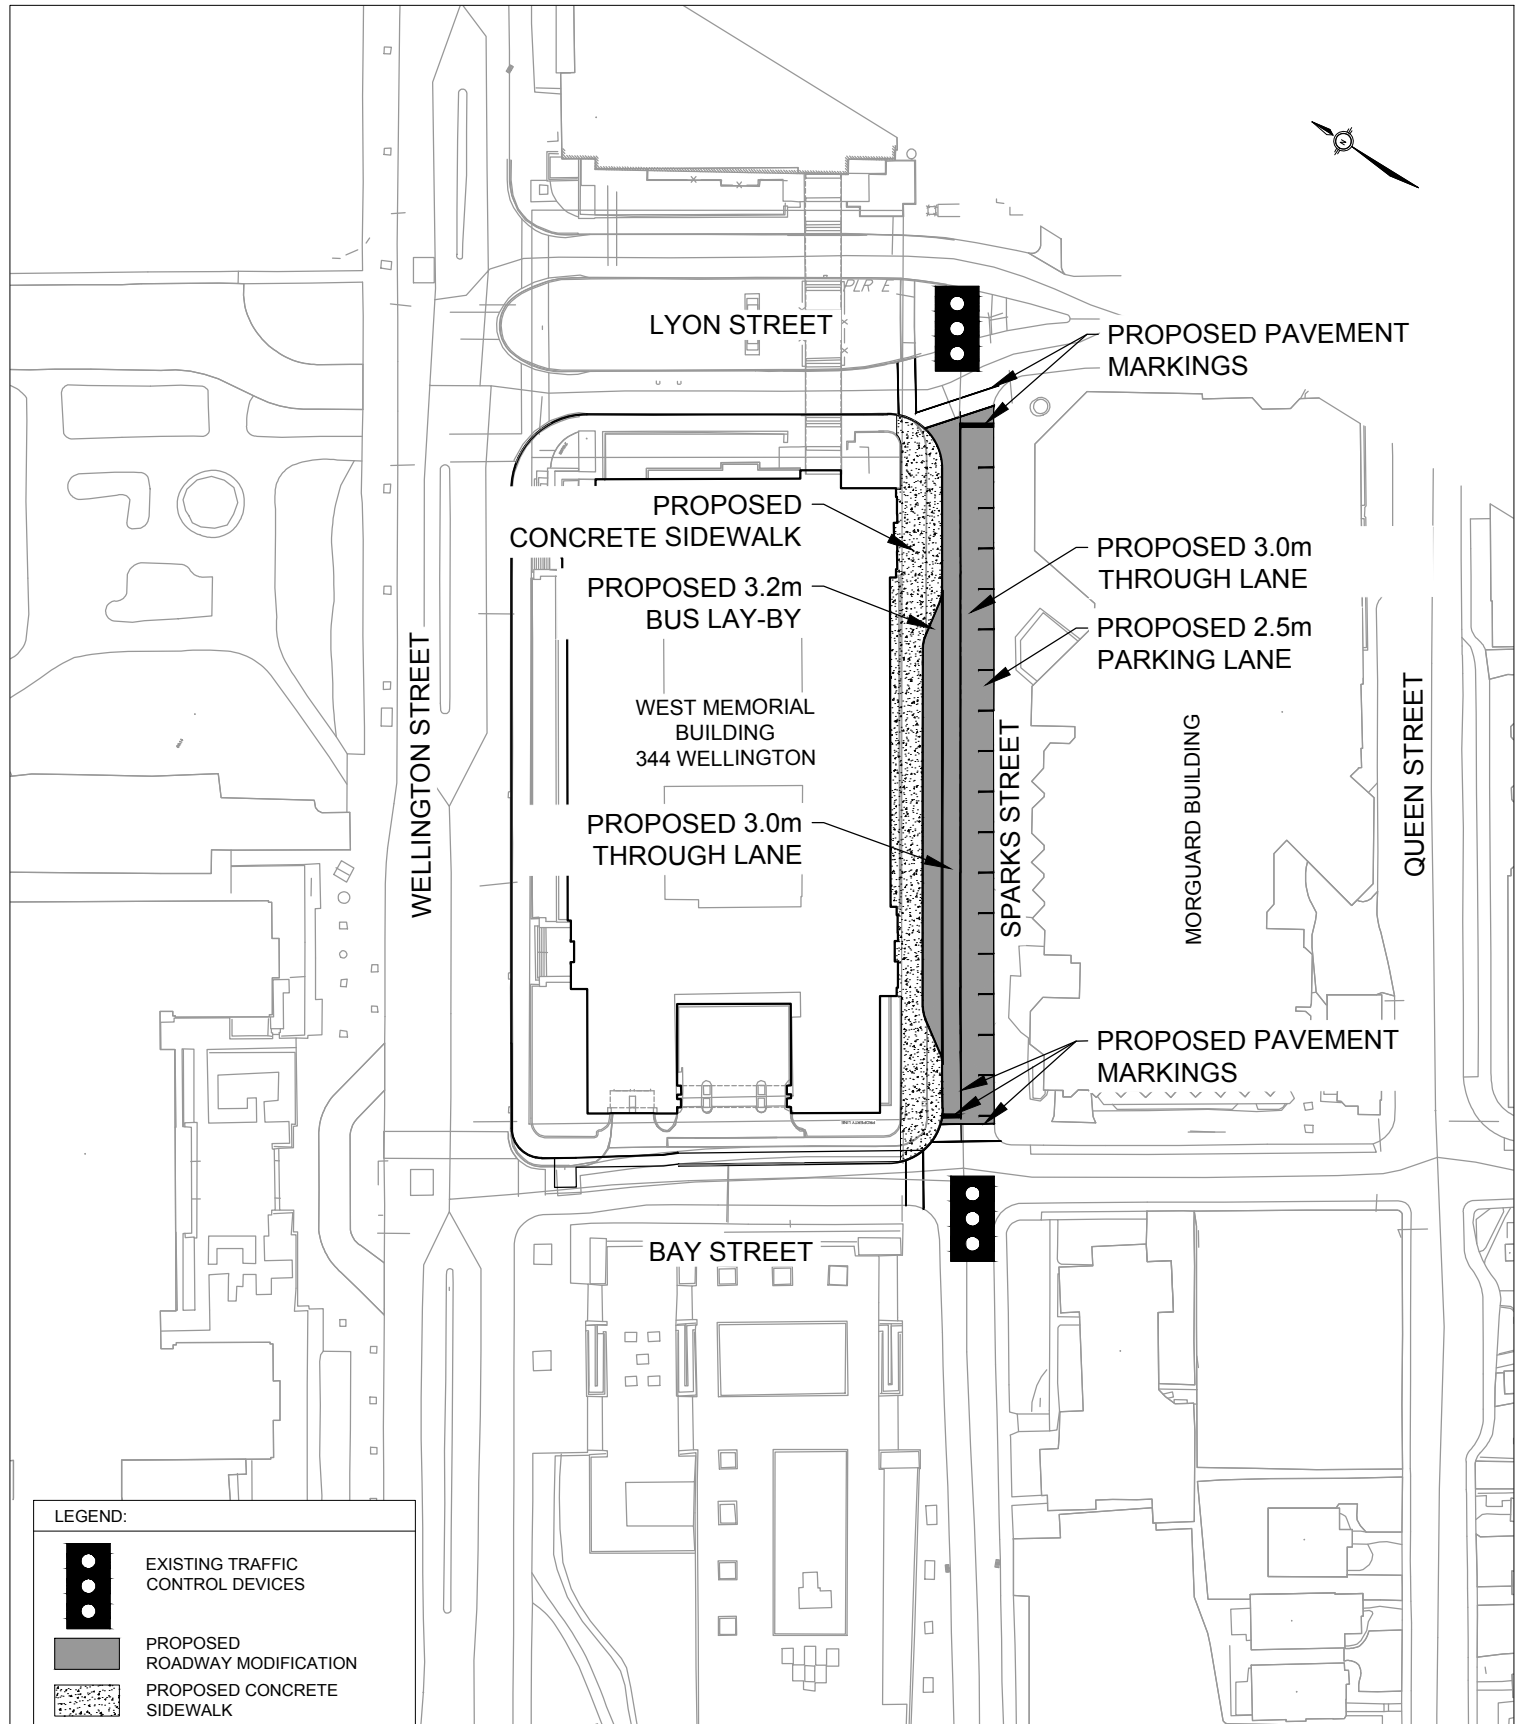 PLR E
LYON STREET
PROPOSED PAVEMENT
MARKINGS
PROPOSED
CONCRETE SIDEWALK
PROPOSED 3.0m
THROUGH LANE
PROPOSED 3.2m
BUS LAY-BY
PROPOSED 2.5m
PARKING LANE
WELLINGTON STREET
WEST MEMORIAL
BUILDING
344 WELLINGTON
SPARKS STREET
MORGUARD BUILDING
QUEEN STREET
PROPOSED 3.0m
THROUGH LANE
PROPOSED PAVEMENT
MARKINGS
PROPERTY LINE
BAY STREET
LEGEND:
EXISTING TRAFFIC
CONTROL DEVICES
PROPOSED
ROADWAY MODIFICATION
PROPOSED CONCRETE
SIDEWALK